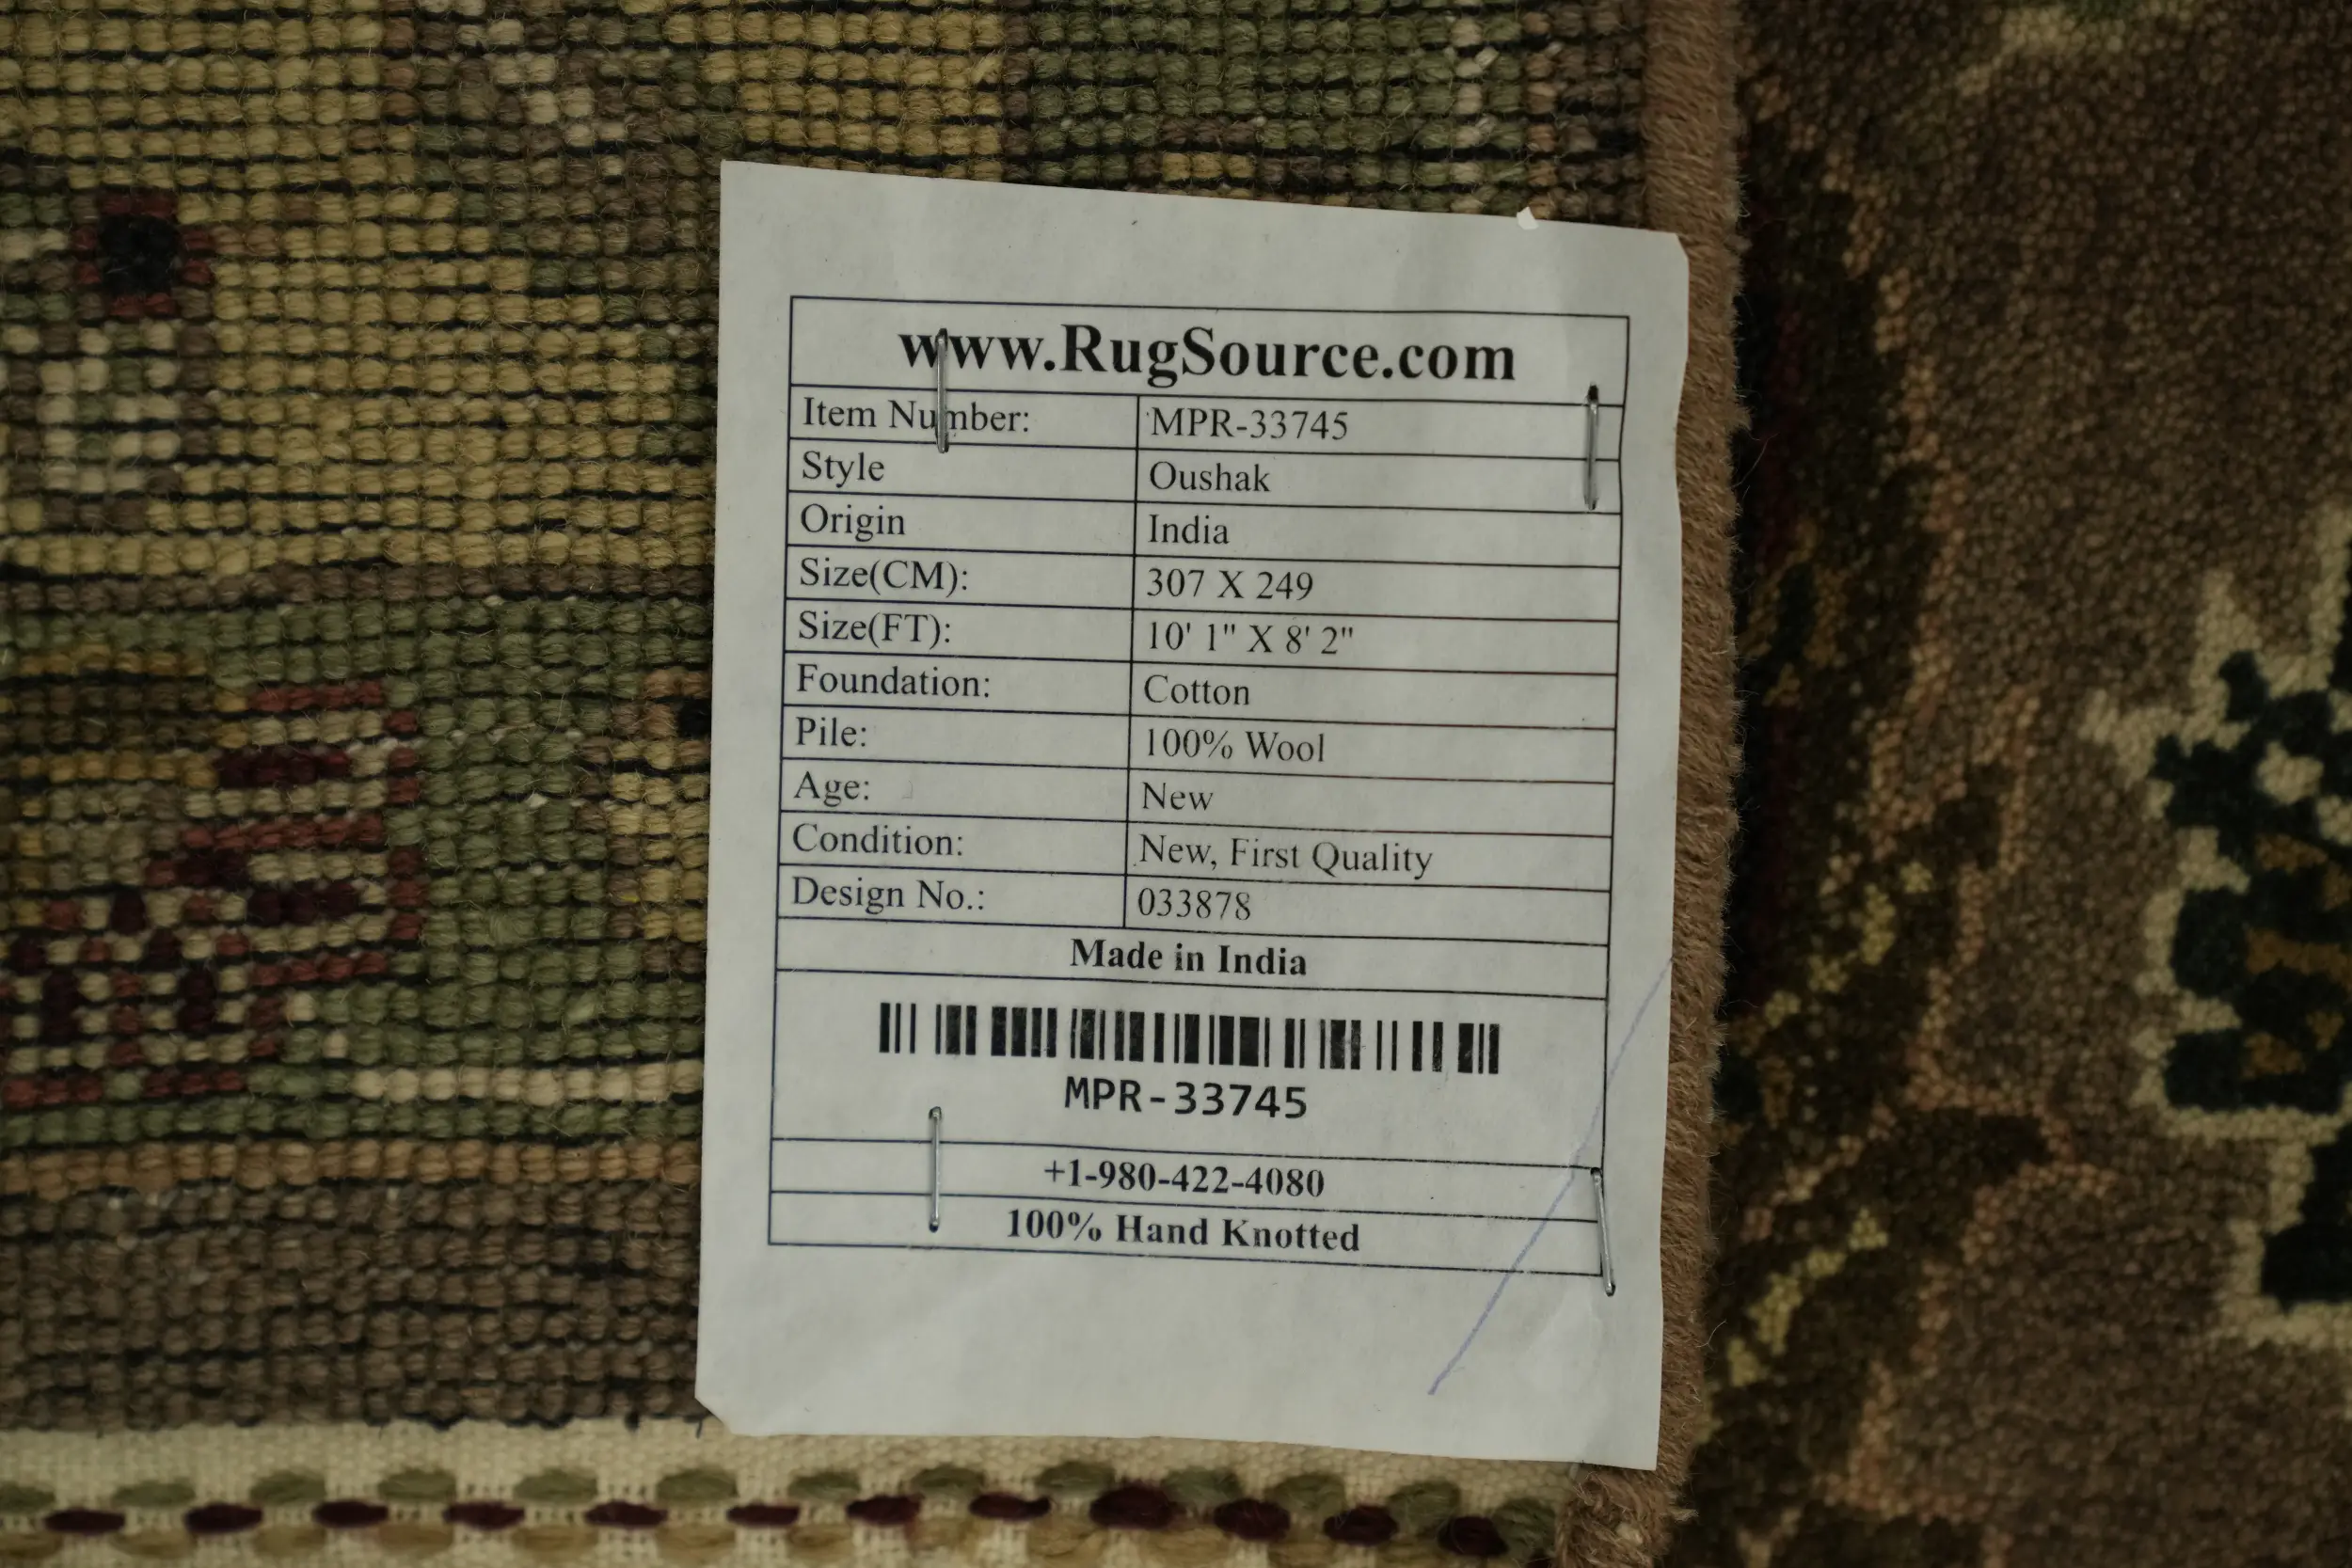 www.RugSource.com
Item Number: MPR-33745
Style Oushak
Origin India
Size(CM): 307 X 249
Size(FT): 10' 1" X 8' 2"
Foundation: Cotton
Pile: 100% Wool
Age: New
Condition: New, First Quality
Design No.: 033878
Made in India
MPR-33745
+1-980-422-4080
100% Hand Knotted